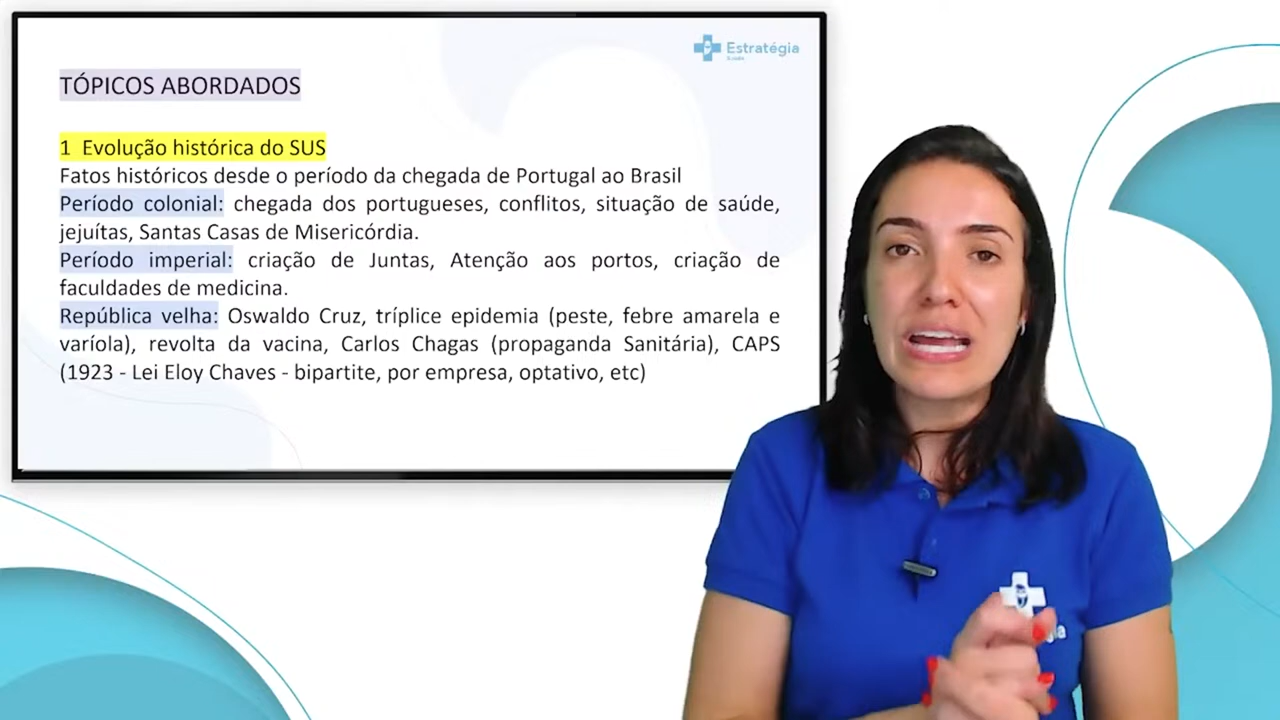 Estratégia
TÓPICOS ABORDADOS
1 Evolução histórica do SUS
Fatos históricos desde o período da chegada de Portugal ao Brasil
Período colonial: chegada dos portugueses, conflitos, situação de saúde,
jejuítas, Santas Casas de Misericórdia.
Período imperial: criação de Juntas, Atenção aos portos, criação de
faculdades de medicina.
República velha: Oswaldo Cruz, tríplice epidemia (peste, febre amarela e
varíola), revolta da vacina, Carlos Chagas (propaganda Sanitária), CAPS
(1923 - Lei Eloy Chaves - bipartite, por empresa, optativo, etc)